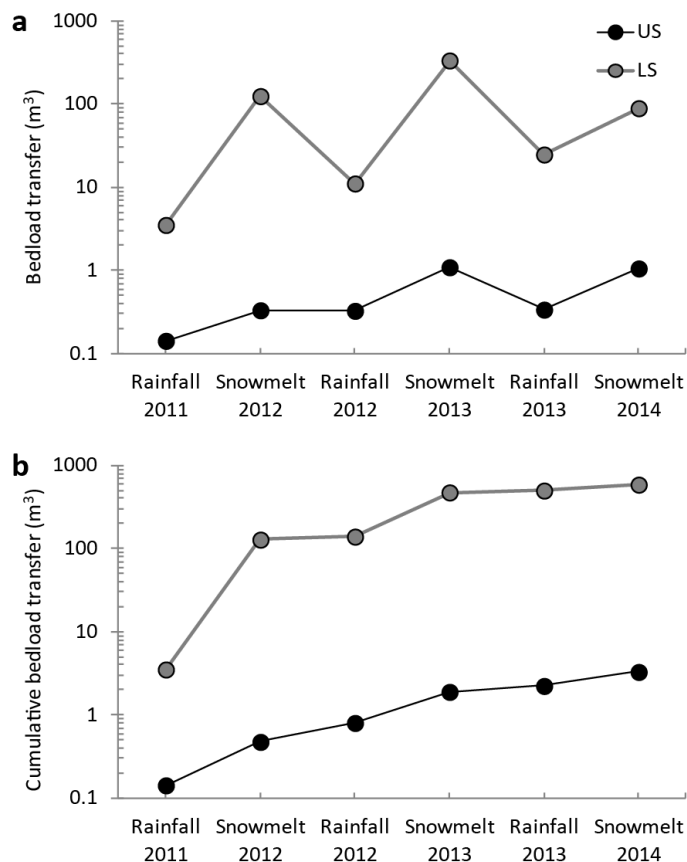 a
US
LS
Bedload transfer (m³)
1000
100
10
1
0.1
Rainfall 2011
Snowmelt 2012
Rainfall 2012
Snowmelt 2013
Rainfall 2013
Snowmelt 2014
b
Cumulative bedload transfer (m³)
1000
100
10
1
0.1
Rainfall 2011
Snowmelt 2012
Rainfall 2012
Snowmelt 2013
Rainfall 2013
Snowmelt 2014